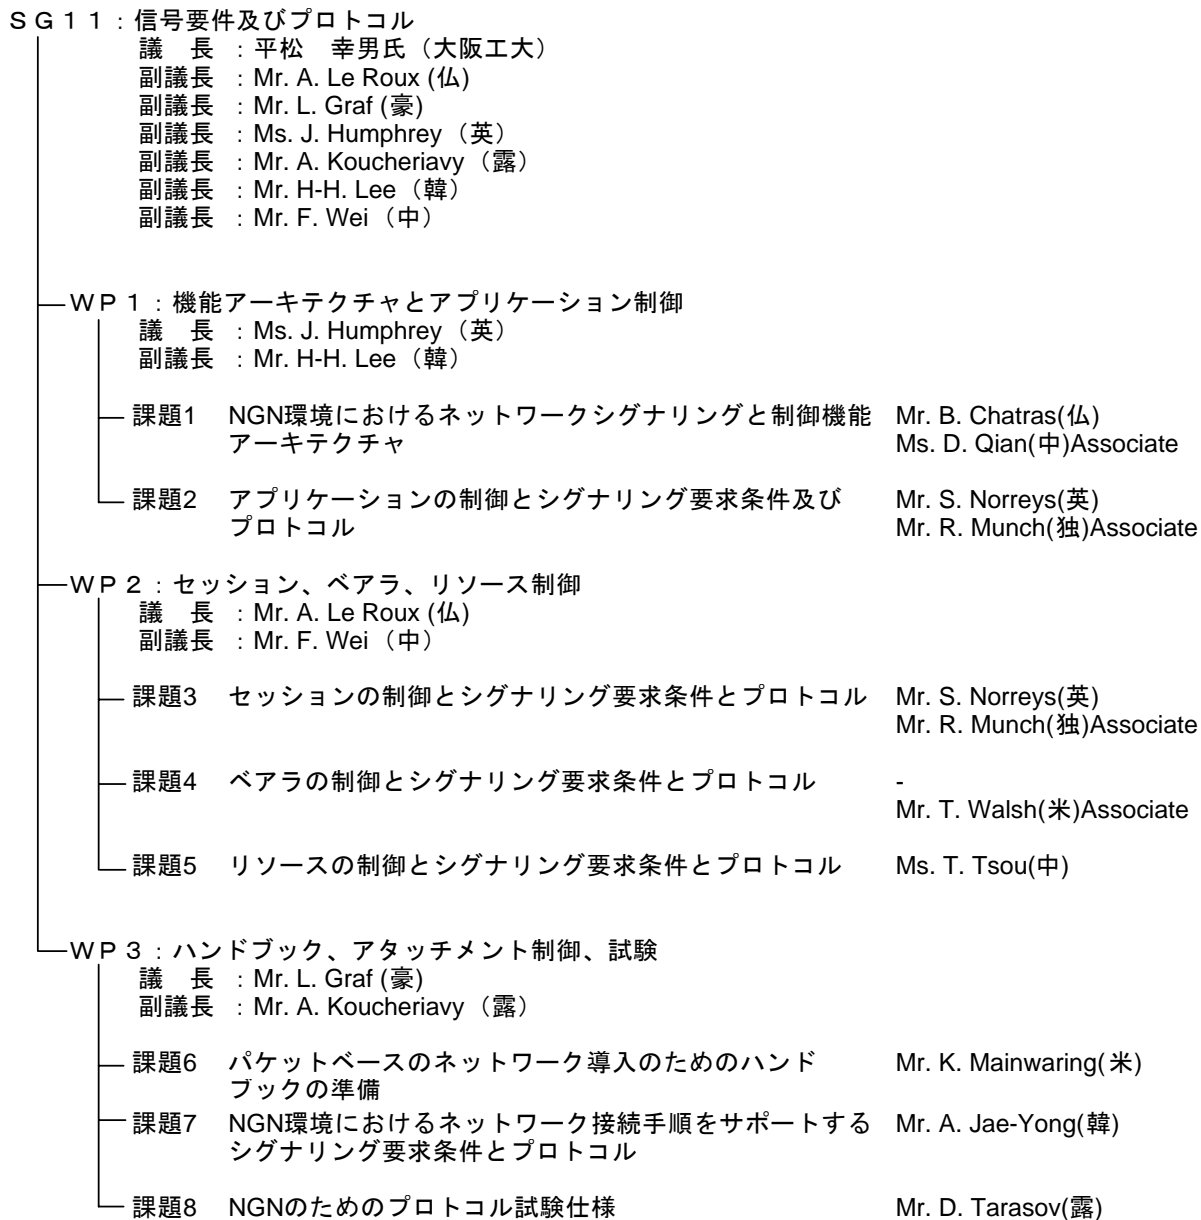 ＳＧ１１：信号要件及びプロトコル
議　長　：平松　幸男氏（大阪工大）
副議長　：Mr. A. Le Roux (仏)
副議長　：Mr. L. Graf (豪)
副議長　：Ms. J. Humphrey（英）
副議長　：Mr. A. Koucheriavy（露）
副議長　：Mr. H-H. Lee（韓）
副議長　：Mr. F. Wei（中）
ＷＰ１：機能アーキテクチャとアプリケーション制御
議　長　：Ms. J. Humphrey（英）
副議長　：Mr. H-H. Lee（韓）
課題1　NGN環境におけるネットワークシグナリングと制御機能　Mr. B. Chatras(仏)
アーキテクチャ　Ms. D. Qian(中)Associate
課題2　アプリケーションの制御とシグナリング要求条件及び　Mr. S. Norreys(英)
プロトコル　Mr. R. Munch(独)Associate
ＷＰ２：セッション、ベアラ、リソース制御
議　長　：Mr. A. Le Roux (仏)
副議長　：Mr. F. Wei（中）
課題3　セッションの制御とシグナリング要求条件とプロトコル　Mr. S. Norreys(英)
Mr. R. Munch(独)Associate
課題4　ベアラの制御とシグナリング要求条件とプロトコル　-
Mr. T. Walsh(米)Associate
課題5　リソースの制御とシグナリング要求条件とプロトコル　Ms. T. Tsou(中)
ＷＰ３：ハンドブック、アタッチメント制御、試験
議　長　：Mr. L. Graf (豪)
副議長　：Mr. A. Koucheriavy（露）
課題6　パケットベースのネットワーク導入のためのハンド　Mr. K. Mainwaring(米)
ブックの準備
課題7　NGN環境におけるネットワーク接続手順をサポートする　Mr. A. Jae-Yong(韓)
シグナリング要求条件とプロトコル
課題8　NGNのためのプロトコル試験仕様　Mr. D. Tarasov(露)